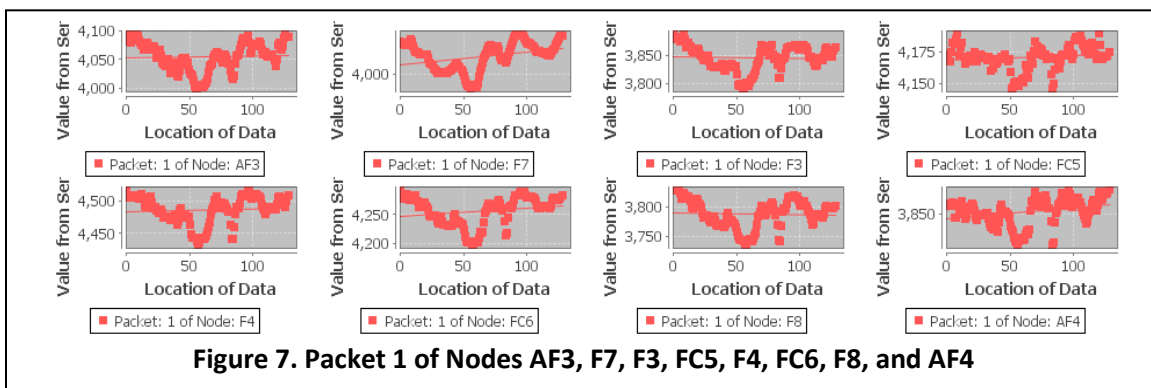 Value from Ser
4,100
4,050
4,000
0
50
100
Location of Data
Packet: 1 of Node: AF3
Value from Ser
4,000
0
50
100
Location of Data
Packet: 1 of Node: F7
Value from Ser
3,850
3,800
0
50
100
Location of Data
Packet: 1 of Node: F3
Value from Ser
4,175
4,150
0
50
100
Location of Data
Packet: 1 of Node: FC5
Value from Ser
4,500
4,450
0
50
100
Location of Data
Packet: 1 of Node: F4
Value from Ser
4,250
4,200
0
50
100
Location of Data
Packet: 1 of Node: FC6
Value from Ser
3,800
3,750
0
50
100
Location of Data
Packet: 1 of Node: F8
Value from Ser
3,850
0
50
100
Location of Data
Packet: 1 of Node: AF4
Figure 7. Packet 1 of Nodes AF3, F7, F3, FC5, F4, FC6, F8, and AF4